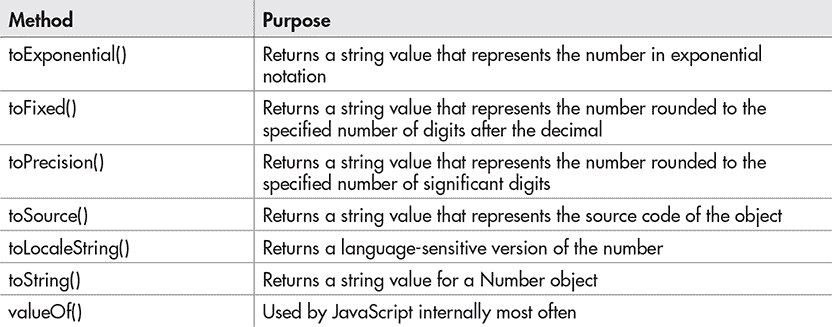 Method Purpose
toExponential() Returns a string value that represents the number in exponential
notation
toFixed() Returns a string value that represents the number rounded to the
specified number of digits after the decimal
toPrecision() Returns a string value that represents the number rounded to the
specified number of significant digits
toSource() Returns a string value that represents the source code of the object
toLocaleString() Returns a language-sensitive version of the number
toString() Returns a string value for a Number object
valueOf() Used by JavaScript internally most often